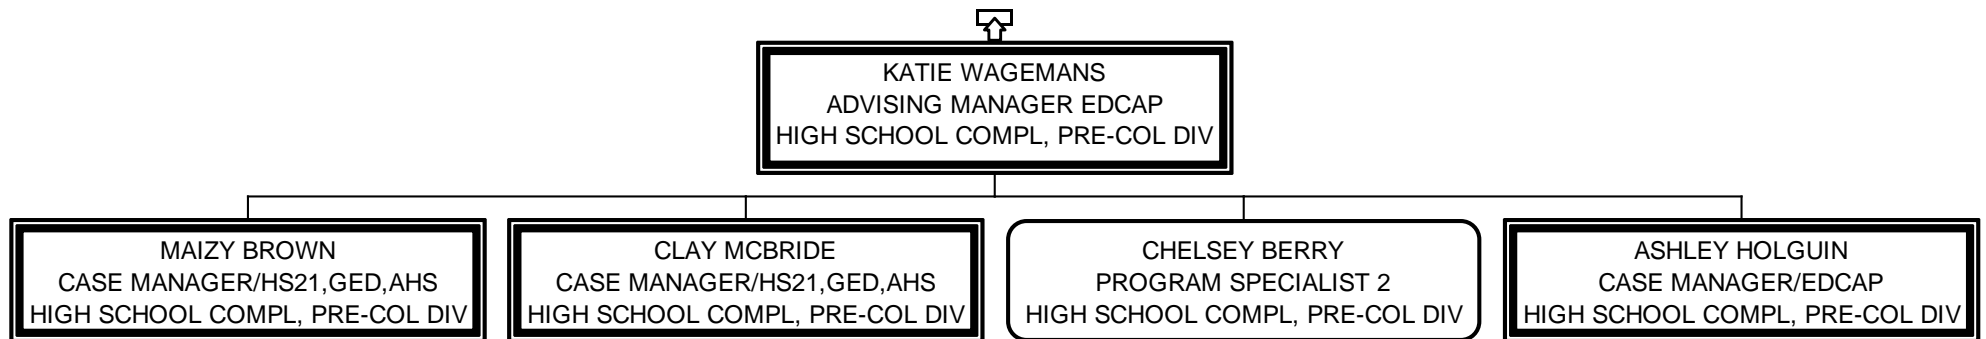 KATIE WAGEMANS
ADVISING MANAGER EDCAP
HIGH SCHOOL COMPL, PRE-COL DIV
MAIZY BROWN
CASE MANAGER/HS21,GED,AHS
HIGH SCHOOL COMPL, PRE-COL DIV
CLAY MCBRIDE
CASE MANAGER/HS21,GED,AHS
HIGH SCHOOL COMPL, PRE-COL DIV
CHELSEY BERRY
PROGRAM SPECIALIST 2
HIGH SCHOOL COMPL, PRE-COL DIV
ASHLEY HOLGUIN
CASE MANAGER/EDCAP
HIGH SCHOOL COMPL, PRE-COL DIV